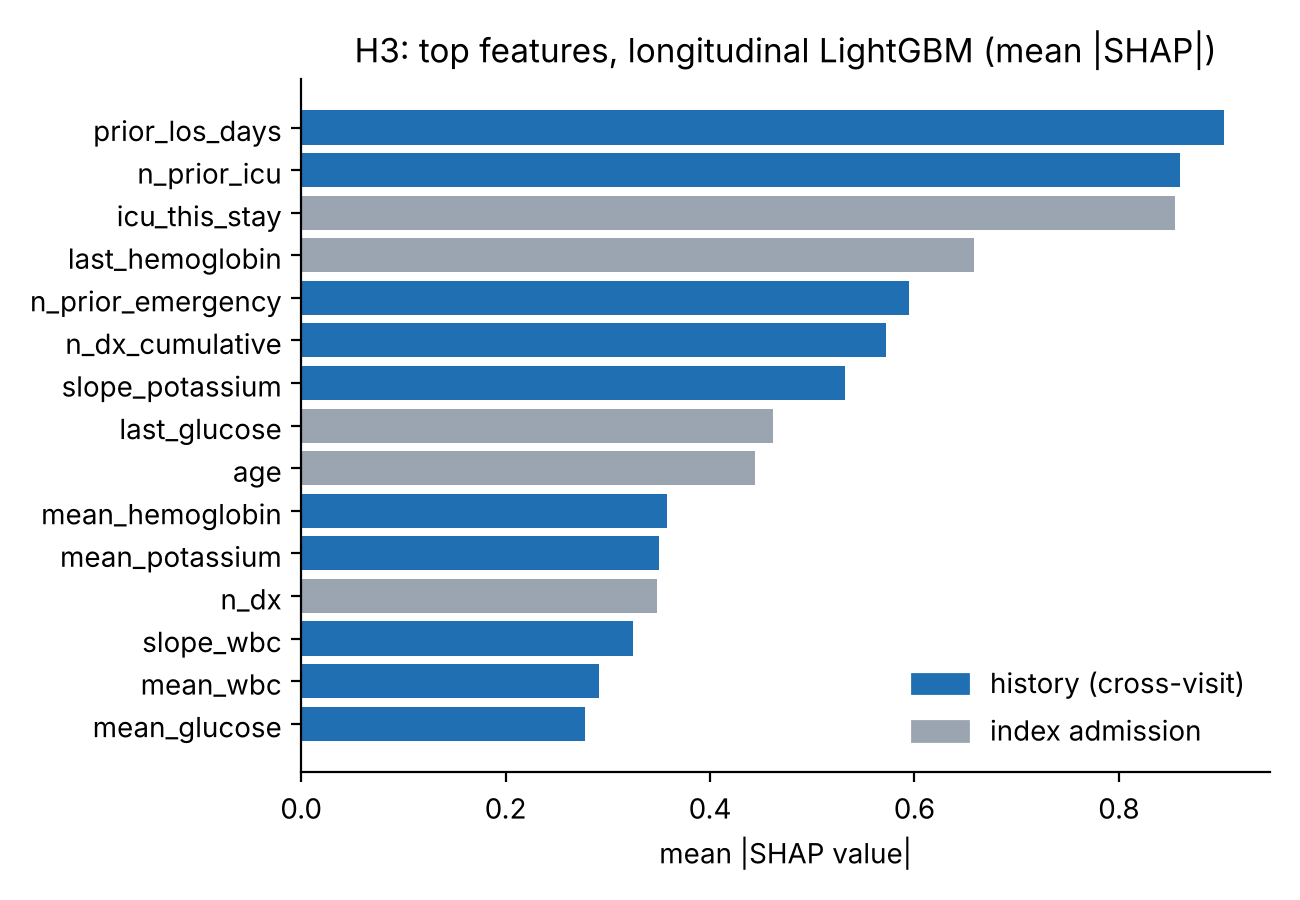 H3: top features, longitudinal LightGBM (mean |SHAP|)
prior_los_days
n_prior_icu
icu_this_stay
last_hemoglobin
n_prior_emergency
n_dx_cumulative
slope_potassium
last_glucose
age
mean_hemoglobin
mean_potassium
n_dx
slope_wbc
mean_wbc
mean_glucose
history (cross-visit)
index admission
0.0 0.2 0.4 0.6 0.8
mean |SHAP value|